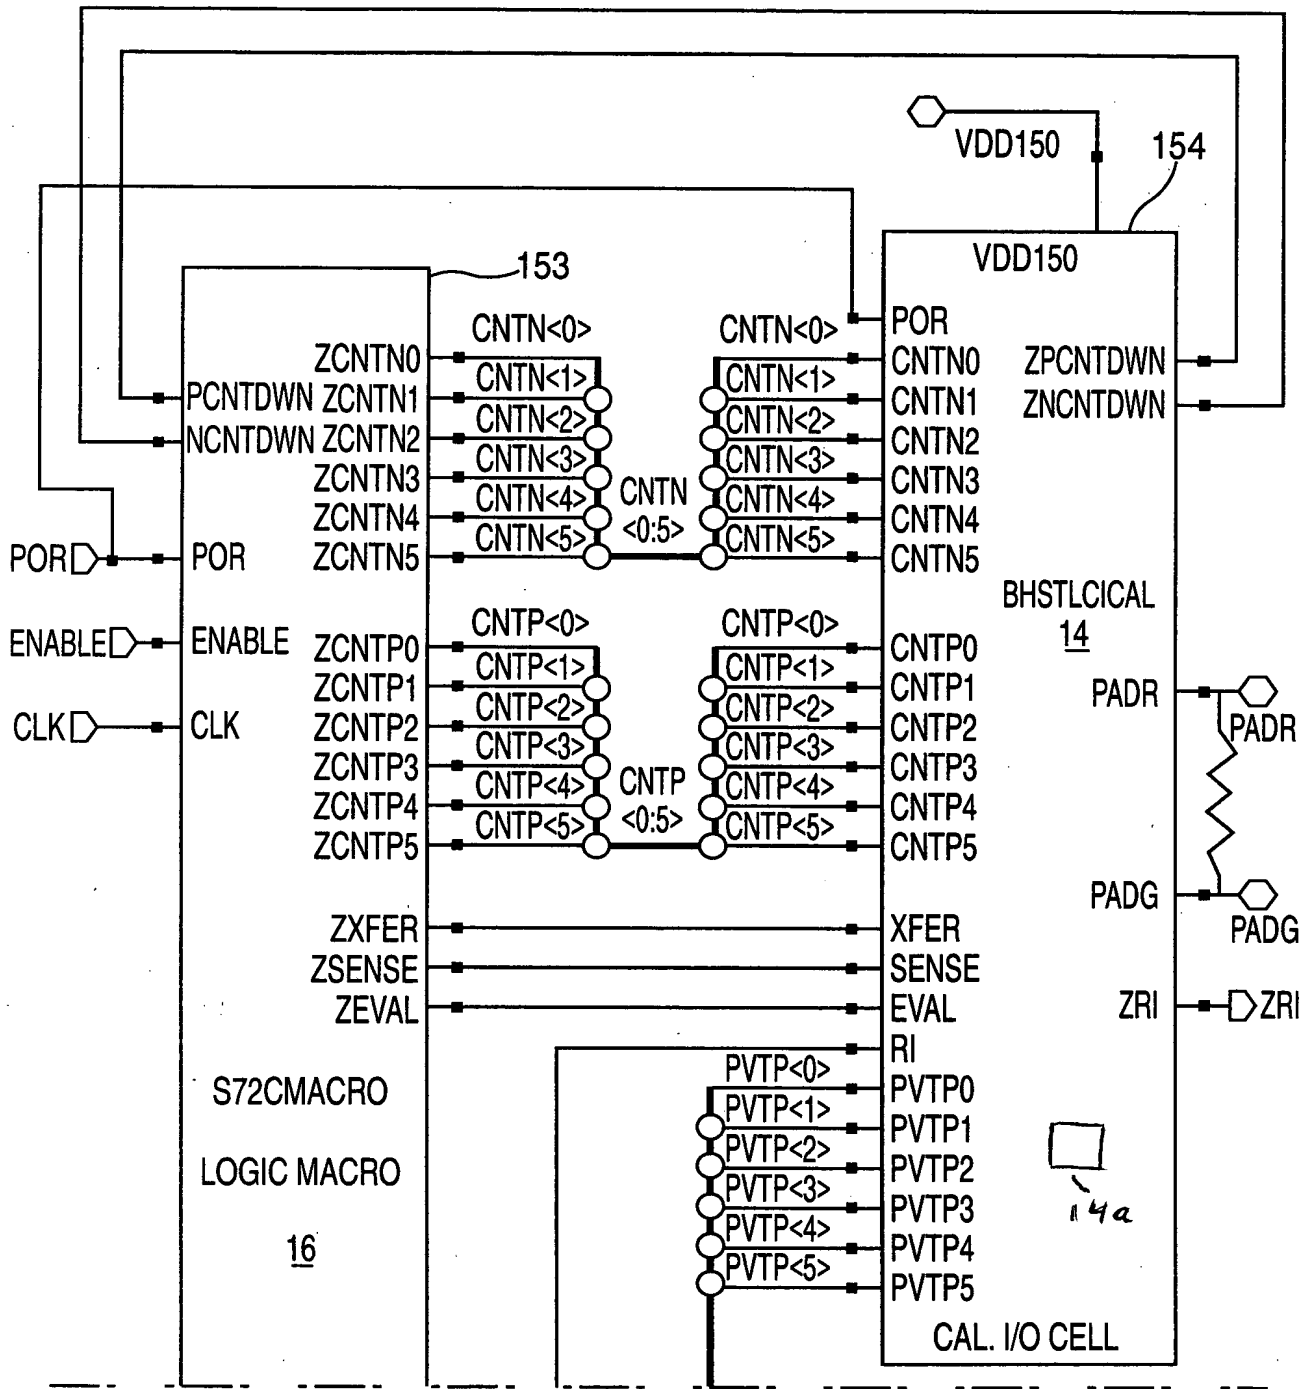 VDD150
154
153
VDD150
CNTN<0>
CNTN<0>
POR
ZCNTN0
CNTN0
ZPCNTDWN
CNTN<1>
CNTN<1>
PCNTDWN
ZCNTN1
CNTN1
ZNCNTDWN
CNTN<2>
CNTN<2>
NCNTDWN
ZCNTN2
CNTN2
CNTN<3>
CNTN<3>
ZCNTN3
CNTN3
CNTN
<0:5>
CNTN<4>
CNTN<4>
ZCNTN4
CNTN4
CNTN<5>
CNTN<5>
POR
POR
ZCNTN5
CNTN5
BHSTLCICAL
14
CNTP<0>
CNTP<0>
ENABLE
ENABLE
ZCNTP0
CNTP0
CNTP<1>
CNTP<1>
ZCNTP1
CNTP1
PADR
PADR
CNTP<2>
CNTP<2>
CLK
CLK
ZCNTP2
CNTP2
CNTP<3>
CNTP<3>
ZCNTP3
CNTP3
CNTP
<0:5>
CNTP<4>
CNTP<4>
ZCNTP4
CNTP4
CNTP<5>
CNTP<5>
ZCNTP5
CNTP5
PADG
PADG
ZXFER
XFER
ZSENSE
SENSE
ZEVAL
EVAL
ZRI
ZRI
RI
PVTP<0>
PVTP0
S72CMACRO
PVTP<1>
PVTP1
PVTP<2>
PVTP2
LOGIC MACRO
PVTP<3>
PVTP3
14a
PVTP<4>
PVTP4
16
PVTP<5>
PVTP5
CAL. I/O CELL